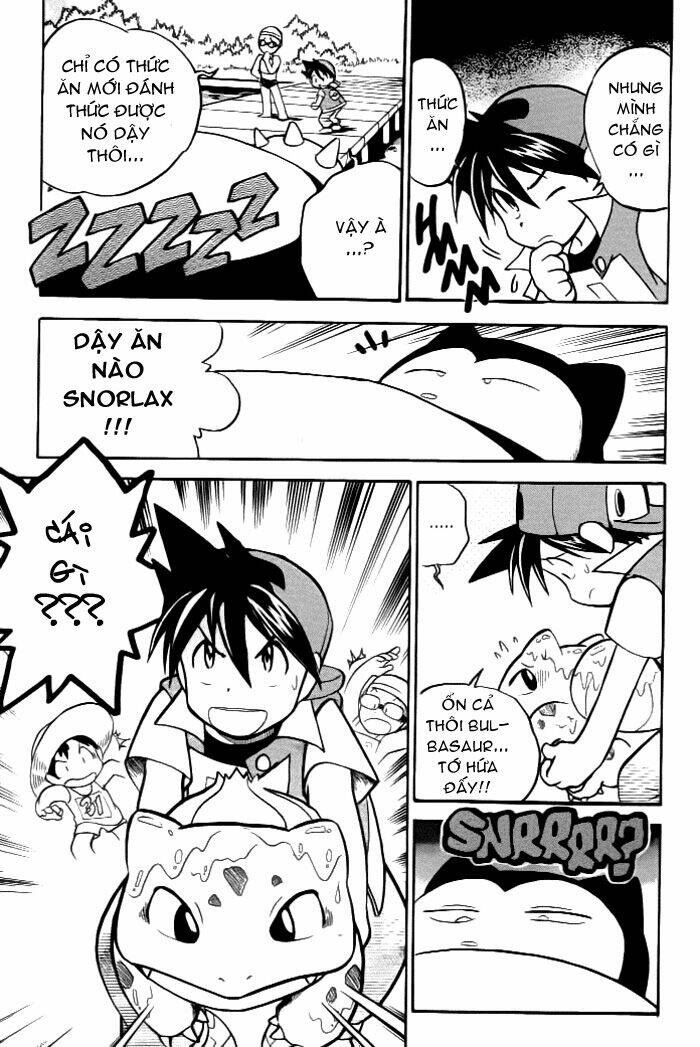 CHỈ CÓ THỨC
ĂN MỚI ĐÁNH
THỨC ĐƯỢC
NÓ DẬY
THÔI...
ZZZZZ
VẬY À
...?
NHƯNG
MÌNH
CHẲNG
CÓ GÌ
...
THỨC
ĂN
...
HMMM
DẬY ĂN
NÀO
SNORLAX
!!!
CÁI
GÌ
???
.....
ỔN CẢ
THÔI BUL-
BASAUR...
TỚ HỨA
ĐẤY!!
SNRRRR?